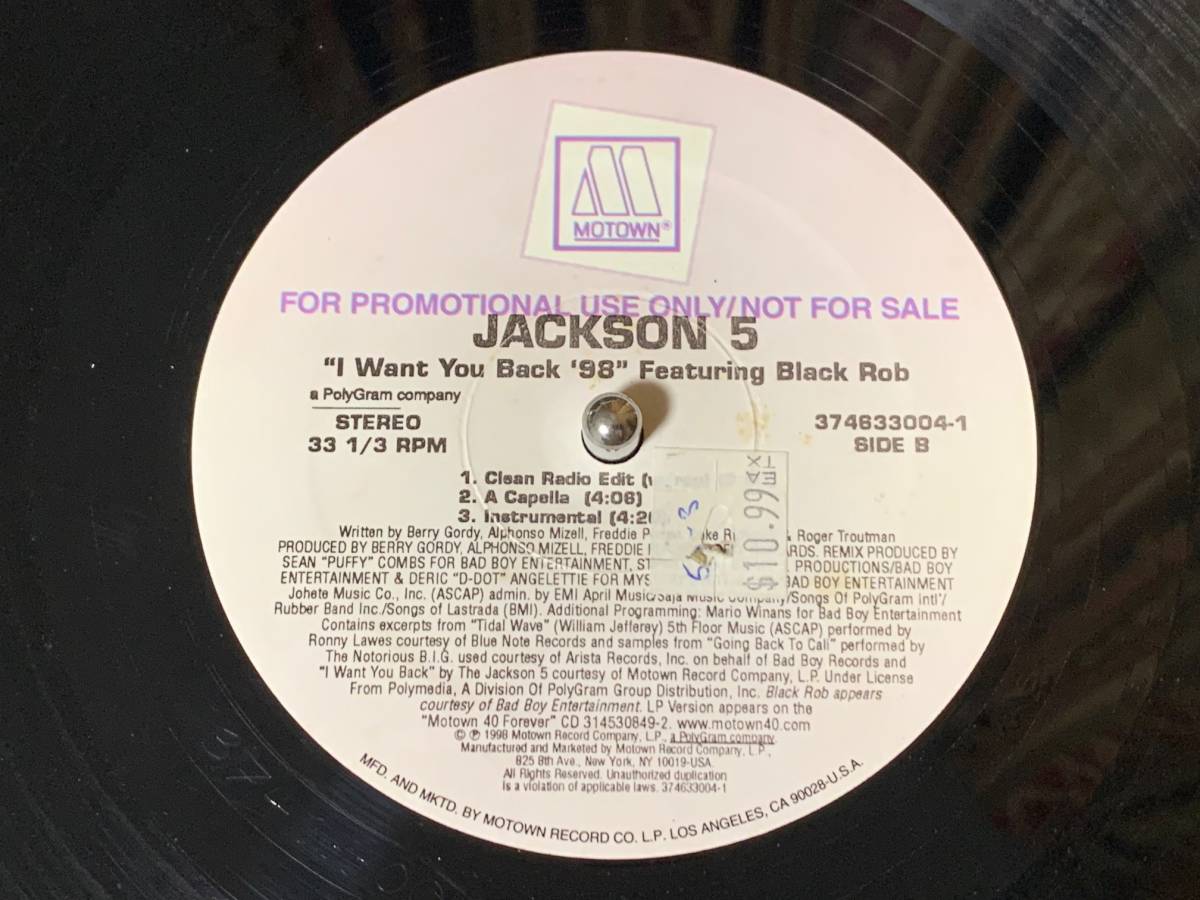 MOTOWN®
FOR PROMOTIONAL USE ONLY/NOT FOR SALE
JACKSON 5
"I Want You Back '98" Featuring Black Rob
a PolyGram company
STEREO
33 1/3 RPM
374633004-1
SIDE B
1. Clean Radio Edit
2. A Capella (4:06)
3. Instrumental
$10.99
Written by Berry Gordy, Alphonso Mizell, Freddie & Roger Troutman
PRODUCED BY BERRY GORDY, ALPHONSO MIZELL, FREDDIE REMIX PRODUCED BY
SEAN "PUFFY" COMBS FOR BAD BOY ENTERTAINMENT, PRODUCTIONS/BAD BOY
ENTERTAINMENT & DERIC "D-DOT" ANGELETTIE FOR BAD BOY ENTERTAINMENT
Jobete Music Co., Inc. (ASCAP) admin. by EMI April Music/Saja Music Company/Songs Of PolyGram Intl'/
Rubber Band Inc./Songs of Lastrada (BMI). Additional Programming: Mario Winans for Bad Boy Entertainment
Contains excerpts from "Tidal Wave" (William Jefferey) 5th Floor Music (ASCAP) performed by
Ronny Lawes courtesy of Blue Note Records and samples from "Going Back To Cali" performed by
The Notorious B.I.G. used courtesy of Arista Records, Inc. on behalf of Bad Boy Records and
"I Want You Back" by The Jackson 5 courtesy of Motown Record Company, L.P. Under License
From Polymedia, A Division Of PolyGram Group Distribution, Inc. Black Rob appears
courtesy of Bad Boy Entertainment. LP Version appears on the
"Motown 40 Forever" CD 314530849-2. www.motown40.com
© ℗ 1998 Motown Record Company, L.P., a PolyGram company.
Manufactured and Marketed by Motown Record Company, L.P.,
825 8th Ave., New York, NY 10019-USA.
All Rights Reserved. Unauthorized duplication
is a violation of applicable laws. 374633004-1
MFD. AND MKTD. BY MOTOWN RECORD CO. L.P. LOS ANGELES, CA 90028-U.S.A.